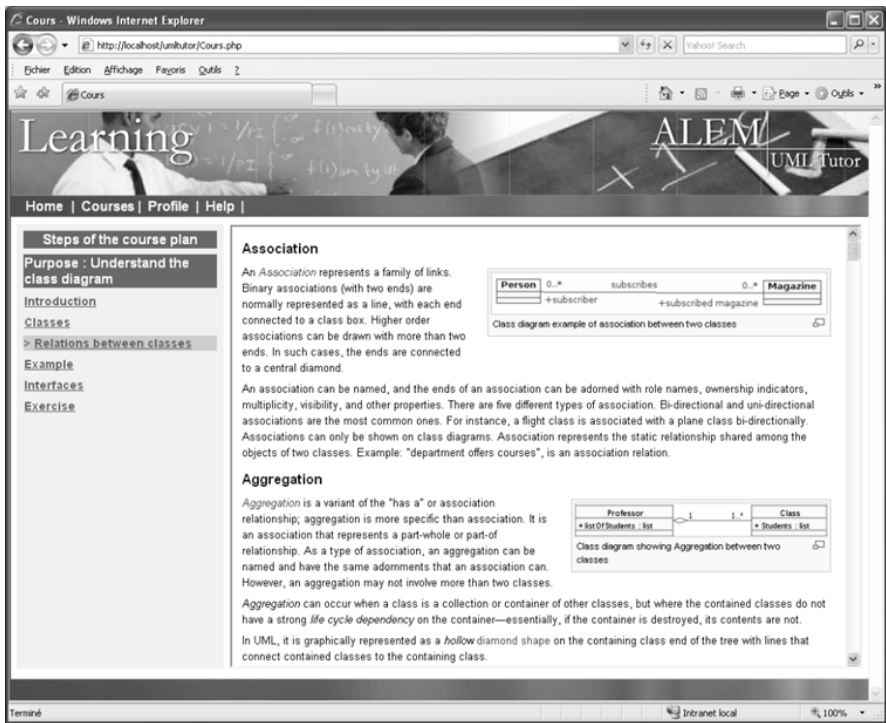 Cours - Windows Internet Explorer
http://localhost/umltutor/Cours.php
Yahoo! Search
Fichier Edition Affichage Favoris Outils ?
Cours
Page Outils
Learning
ALEM
UML Tutor
Home | Courses | Profile | Help |
Steps of the course plan
Purpose : Understand the
class diagram
Introduction
Classes
> Relations between classes
Example
Interfaces
Exercise
Association
An Association represents a family of links.
Binary associations (with two ends) are
normally represented as a line, with each end
connected to a class box. Higher order
associations can be drawn with more than two
ends. In such cases, the ends are connected
to a central diamond.
Person 0..* subscribes 0..* Magazine
+subscriber +subscribed magazine
Class diagram example of association between two classes
An association can be named, and the ends of an association can be adorned with role names, ownership indicators,
multiplicity, visibility, and other properties. There are five different types of association. Bi-directional and uni-directional
associations are the most common ones. For instance, a flight class is associated with a plane class bi-directionally.
Associations can only be shown on class diagrams. Association represents the static relationship shared among the
objects of two classes. Example: "department offers courses", is an association relation.
Aggregation
Aggregation is a variant of the "has a" or association
relationship; aggregation is more specific than association. It is
an association that represents a part-whole or part-of
relationship. As a type of association, an aggregation can be
named and have the same adornments that an association can.
However, an aggregation may not involve more than two classes.
Professor 1 1..* Class
+ listOfStudents : list + Students : list
Class diagram showing Aggregation between two
classes
Aggregation can occur when a class is a collection or container of other classes, but where the contained classes do not
have a strong life cycle dependency on the container—essentially, if the container is destroyed, its contents are not.
In UML, it is graphically represented as a hollow diamond shape on the containing class end of the tree with lines that
connect contained classes to the containing class.
Terminé
Intranet local
100%